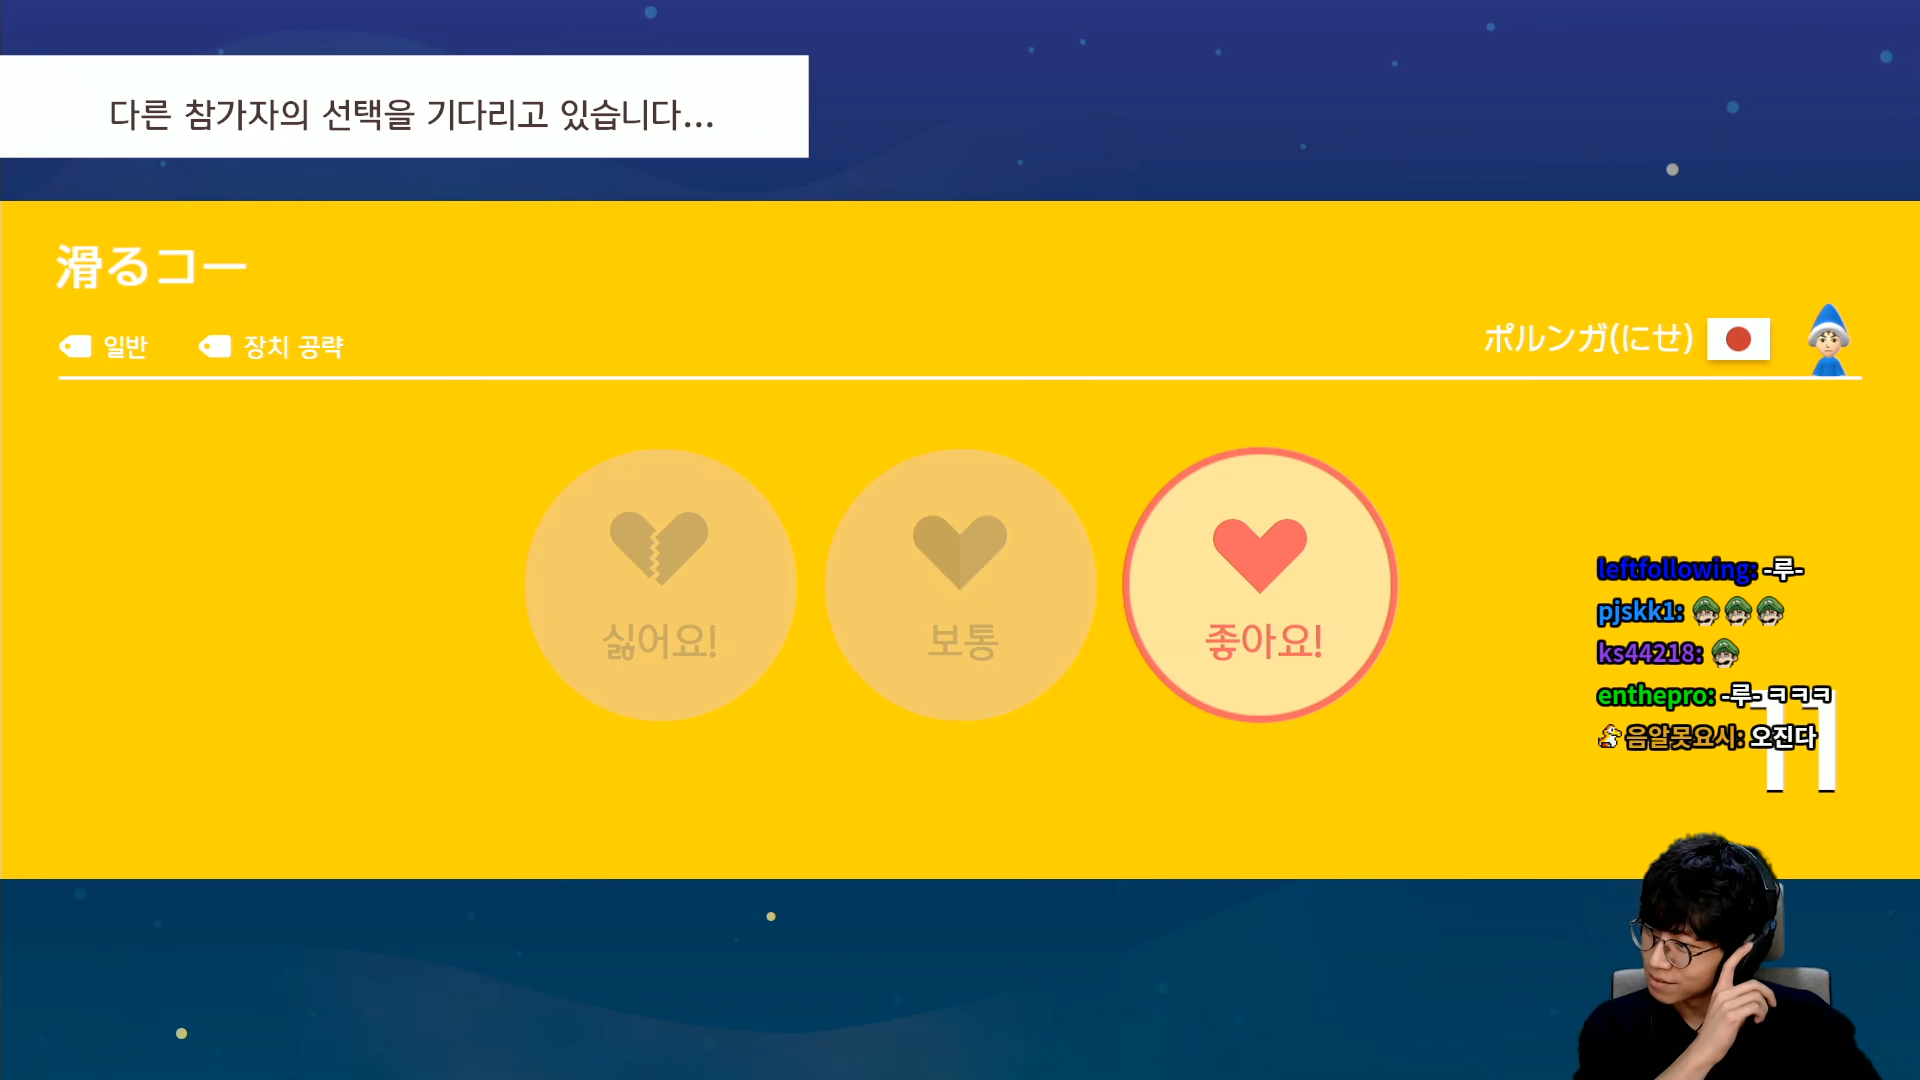 다른 참가자의 선택을 기다리고 있습니다...
滑るコー
일반 장치 공략
ポルンガ(にせ)
싫어요!
보통
좋아요!
leftfollowing: -루-
pjskk1:
ks44218:
enthepro: -루- ㅋㅋㅋ
음알못요시: 오진다
11